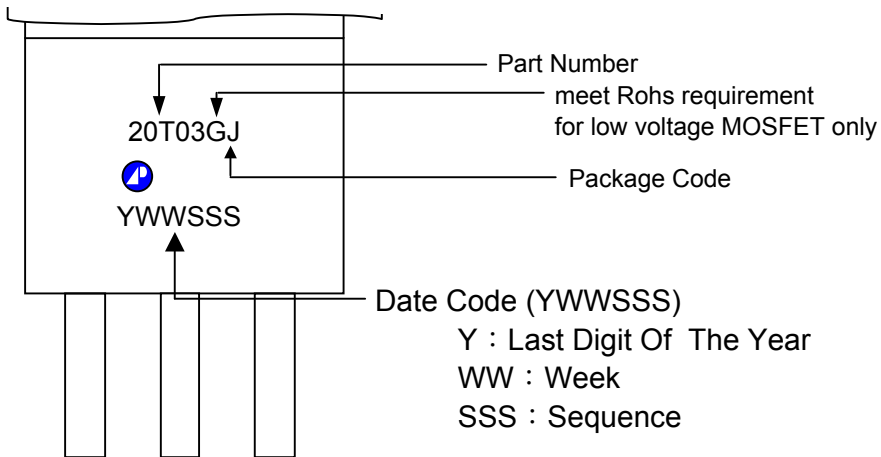 Part Number
meet Rohs requirement
for low voltage MOSFET only
20T03GJ
Package Code
YWWSSS
Date Code (YWWSSS)
Y：Last Digit Of The Year
WW：Week
SSS：Sequence